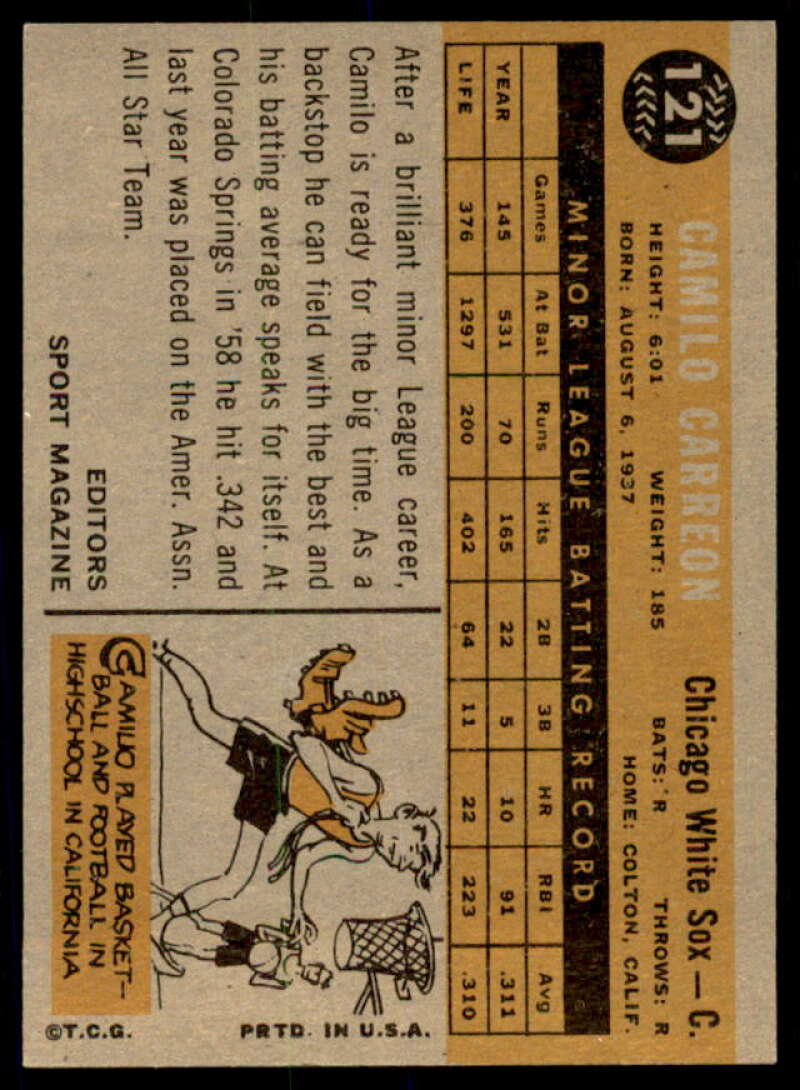 121
CAMILO CARREON Chicago White Sox — C.
HEIGHT: 6:01 WEIGHT: 185 BATS: R THROWS: R
BORN: AUGUST 6, 1937 HOME: COLTON, CALIF.
MINOR LEAGUE BATTING RECORD
Games At Bat Runs Hits 2B 3B HR RBI Avg
YEAR 145 531 70 165 22 5 10 91 .311
LIFE 376 1297 200 402 64 11 22 223 .310
After a brilliant minor League career,
Camilo is ready for the big time. As a
backstop he can field with the best and
his batting average speaks for itself. At
Colorado Springs in '58 he hit .342 and
last year was placed on the Amer. Assn.
All Star Team.
EDITORS
SPORT MAGAZINE
CAMILIO PLAYED BASKET-
BALL AND FOOTBALL IN
HIGHSCHOOL IN CALIFORNIA
©T.C.G. PRTD. IN U.S.A.